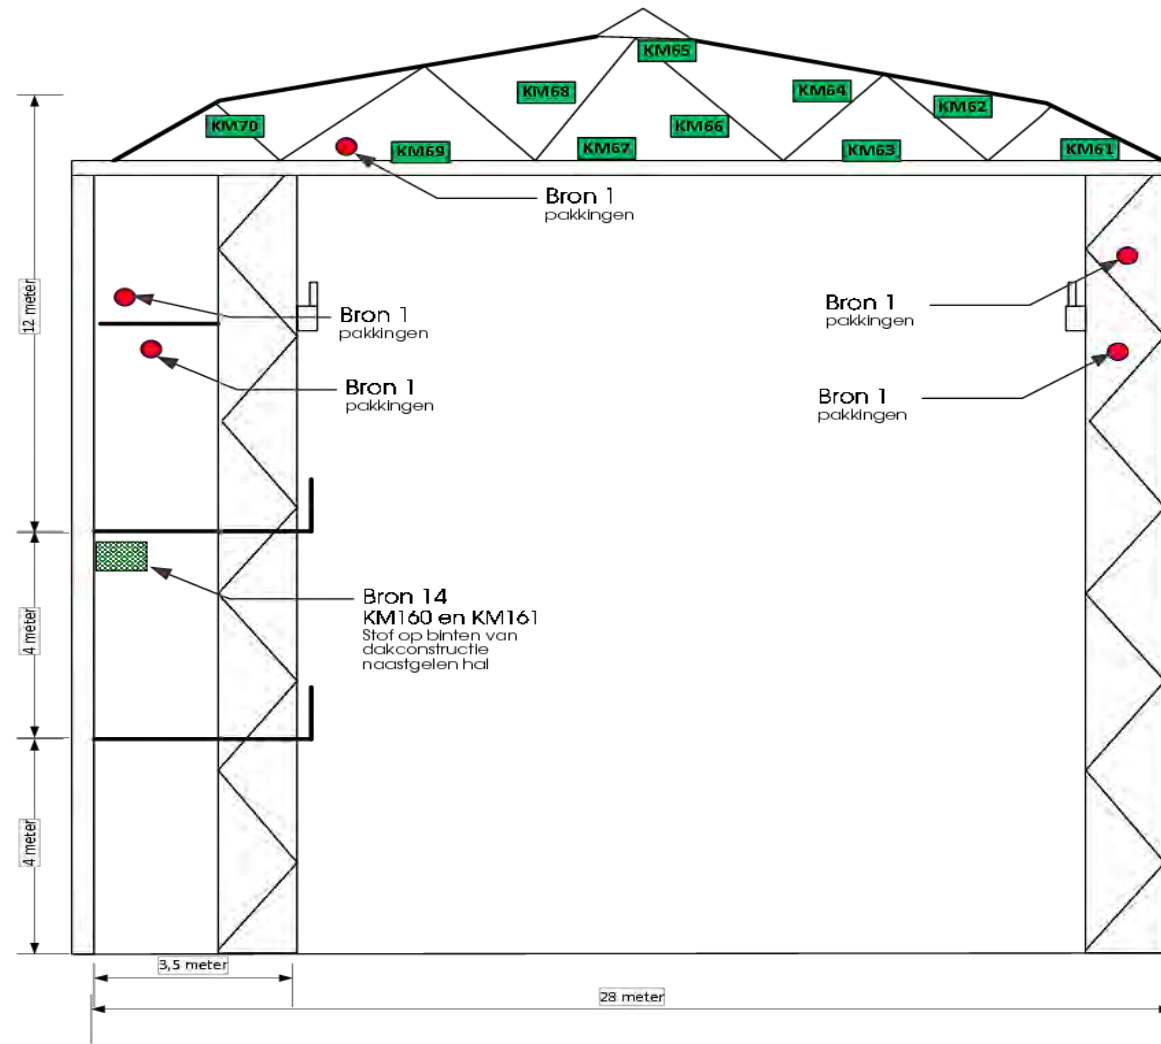 KM65
KM68
KM64
KM62
KM70
KM66
KM69
KM67
KM63
KM61
Bron 1
pakkingen
12 meter
Bron 1
pakkingen
Bron 1
pakkingen
Bron 1
pakkingen
Bron 1
pakkingen
4 meter
Bron 14
KM160 en KM161
Stof op binten van
dakconstructie
naastgelen hal
4 meter
3,5 meter
28 meter